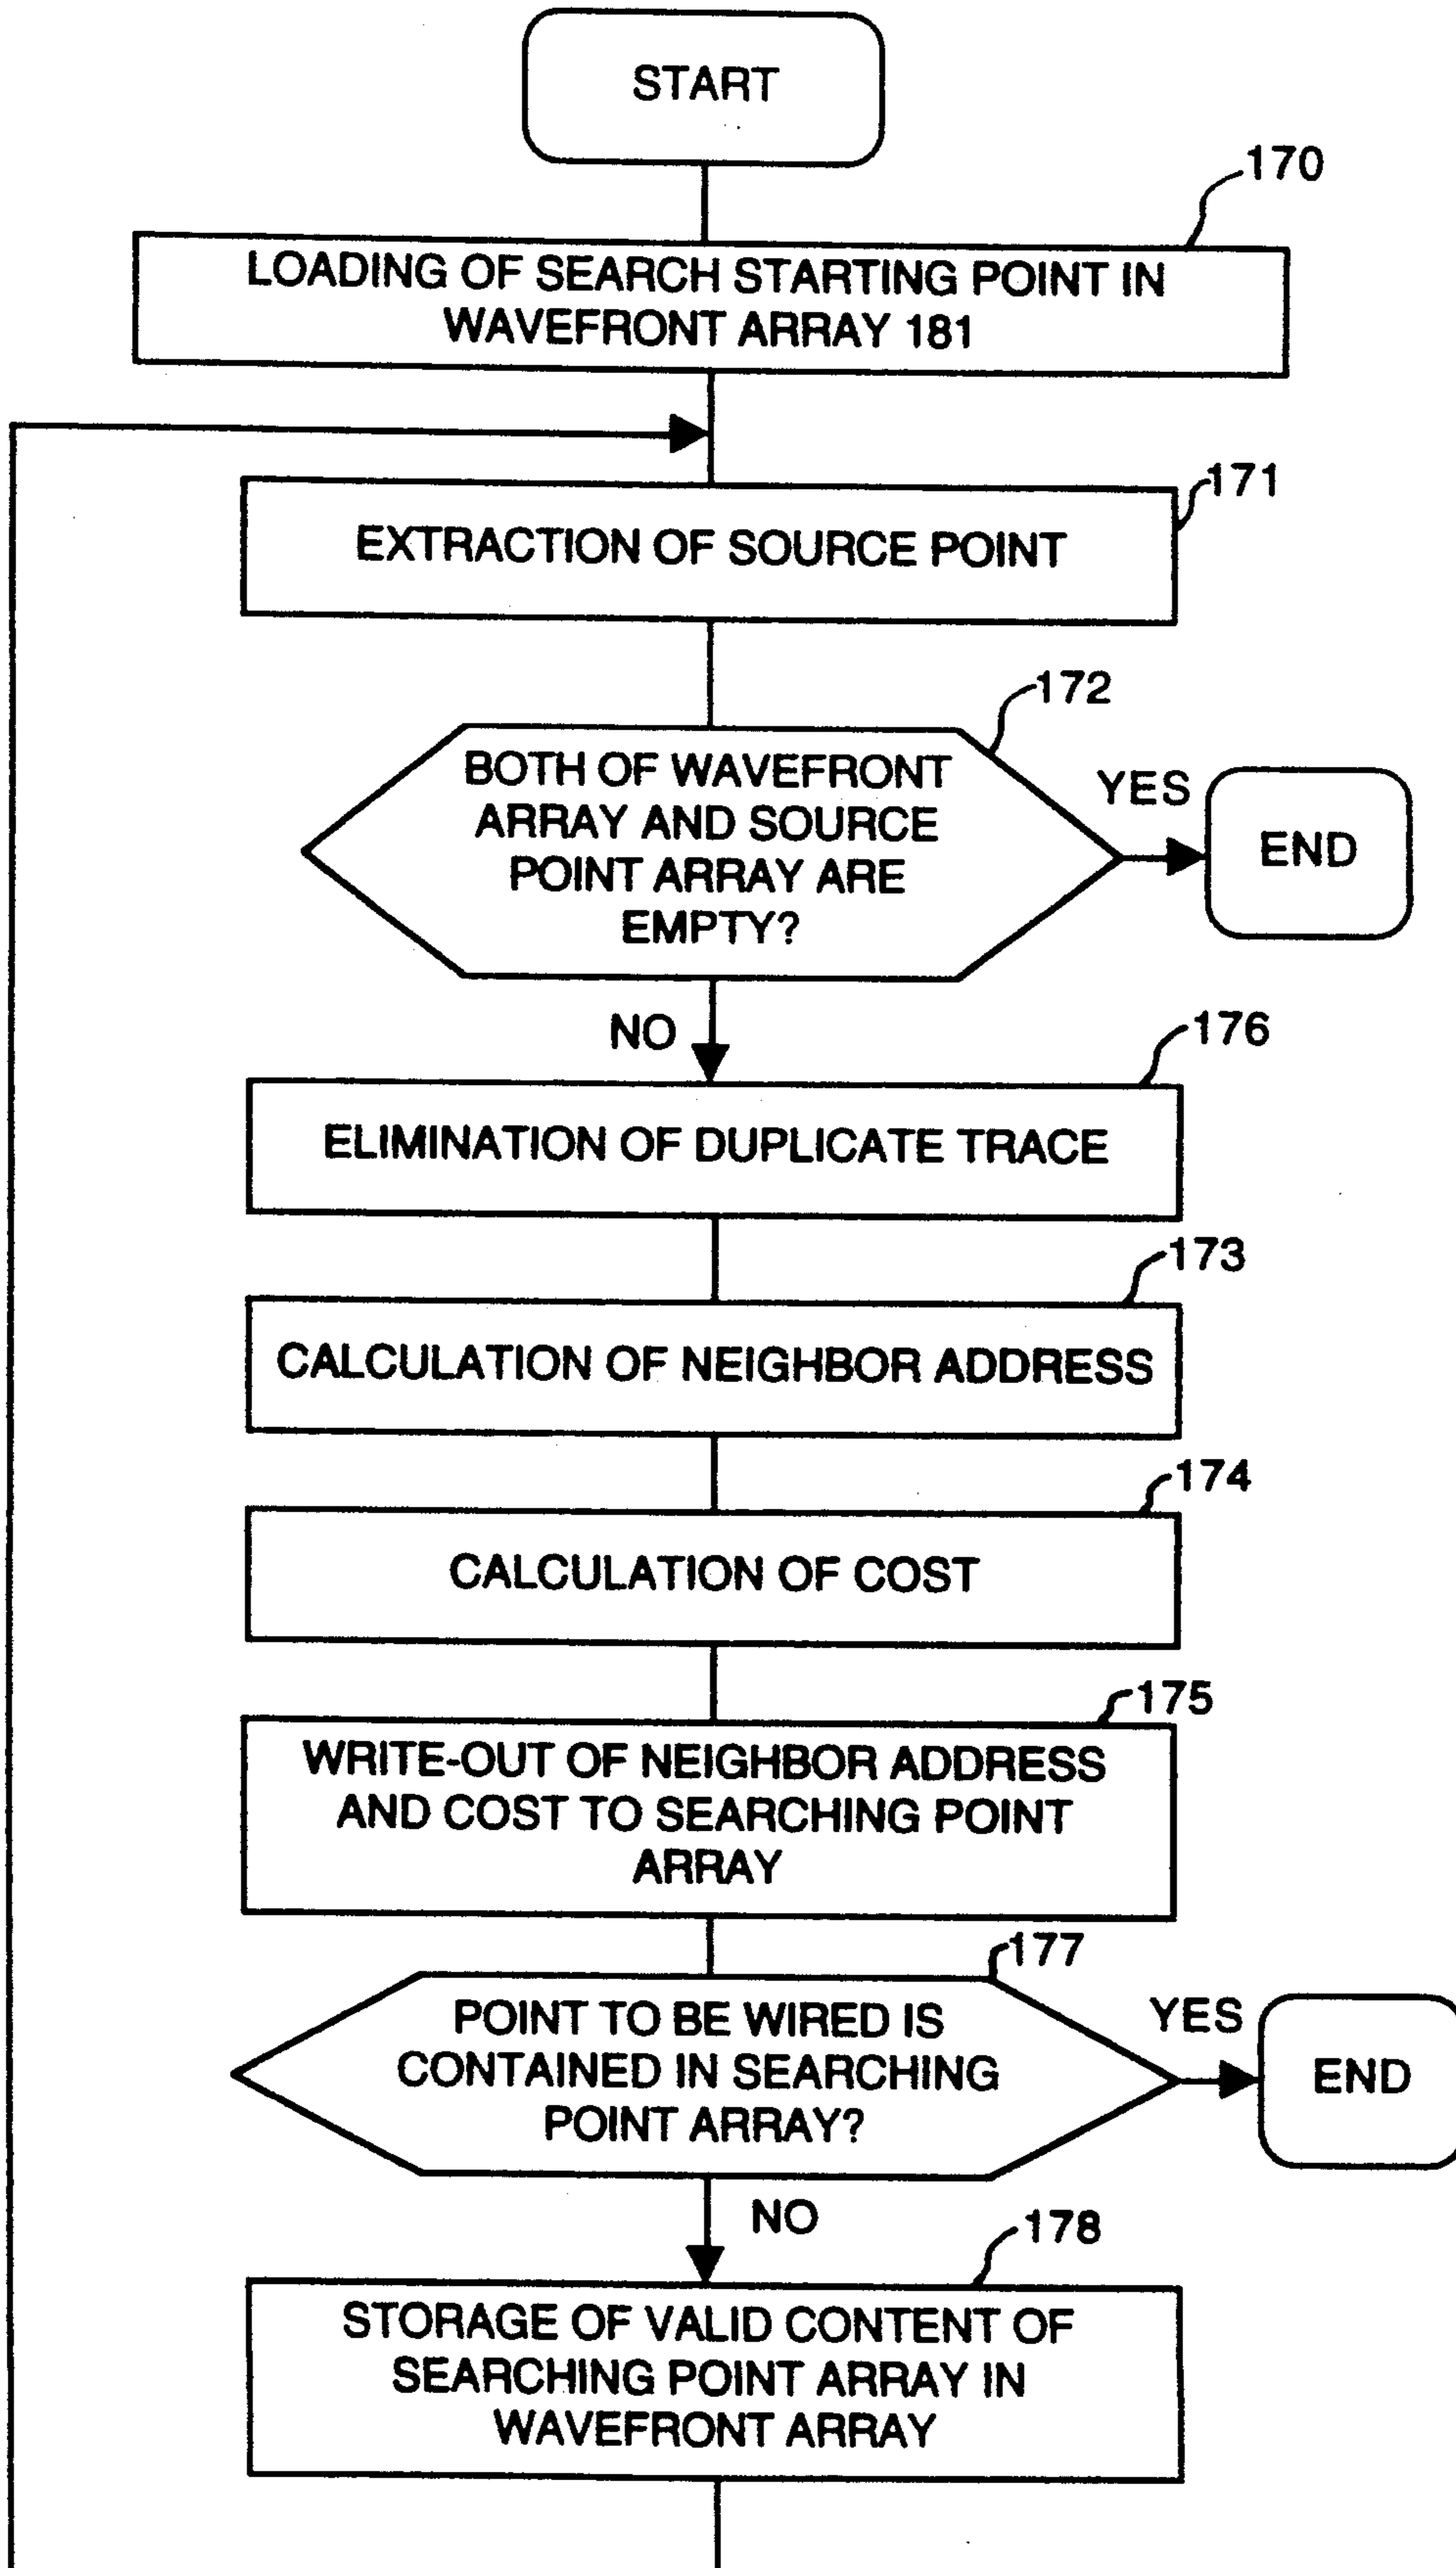 START
170
LOADING OF SEARCH STARTING POINT IN
WAVEFRONT ARRAY 181
171
EXTRACTION OF SOURCE POINT
172
BOTH OF WAVEFRONT
ARRAY AND SOURCE
POINT ARRAY ARE
EMPTY?
YES
END
NO
176
ELIMINATION OF DUPLICATE TRACE
173
CALCULATION OF NEIGHBOR ADDRESS
174
CALCULATION OF COST
175
WRITE-OUT OF NEIGHBOR ADDRESS
AND COST TO SEARCHING POINT
ARRAY
177
POINT TO BE WIRED IS
CONTAINED IN SEARCHING
POINT ARRAY?
YES
END
NO
178
STORAGE OF VALID CONTENT OF
SEARCHING POINT ARRAY IN
WAVEFRONT ARRAY